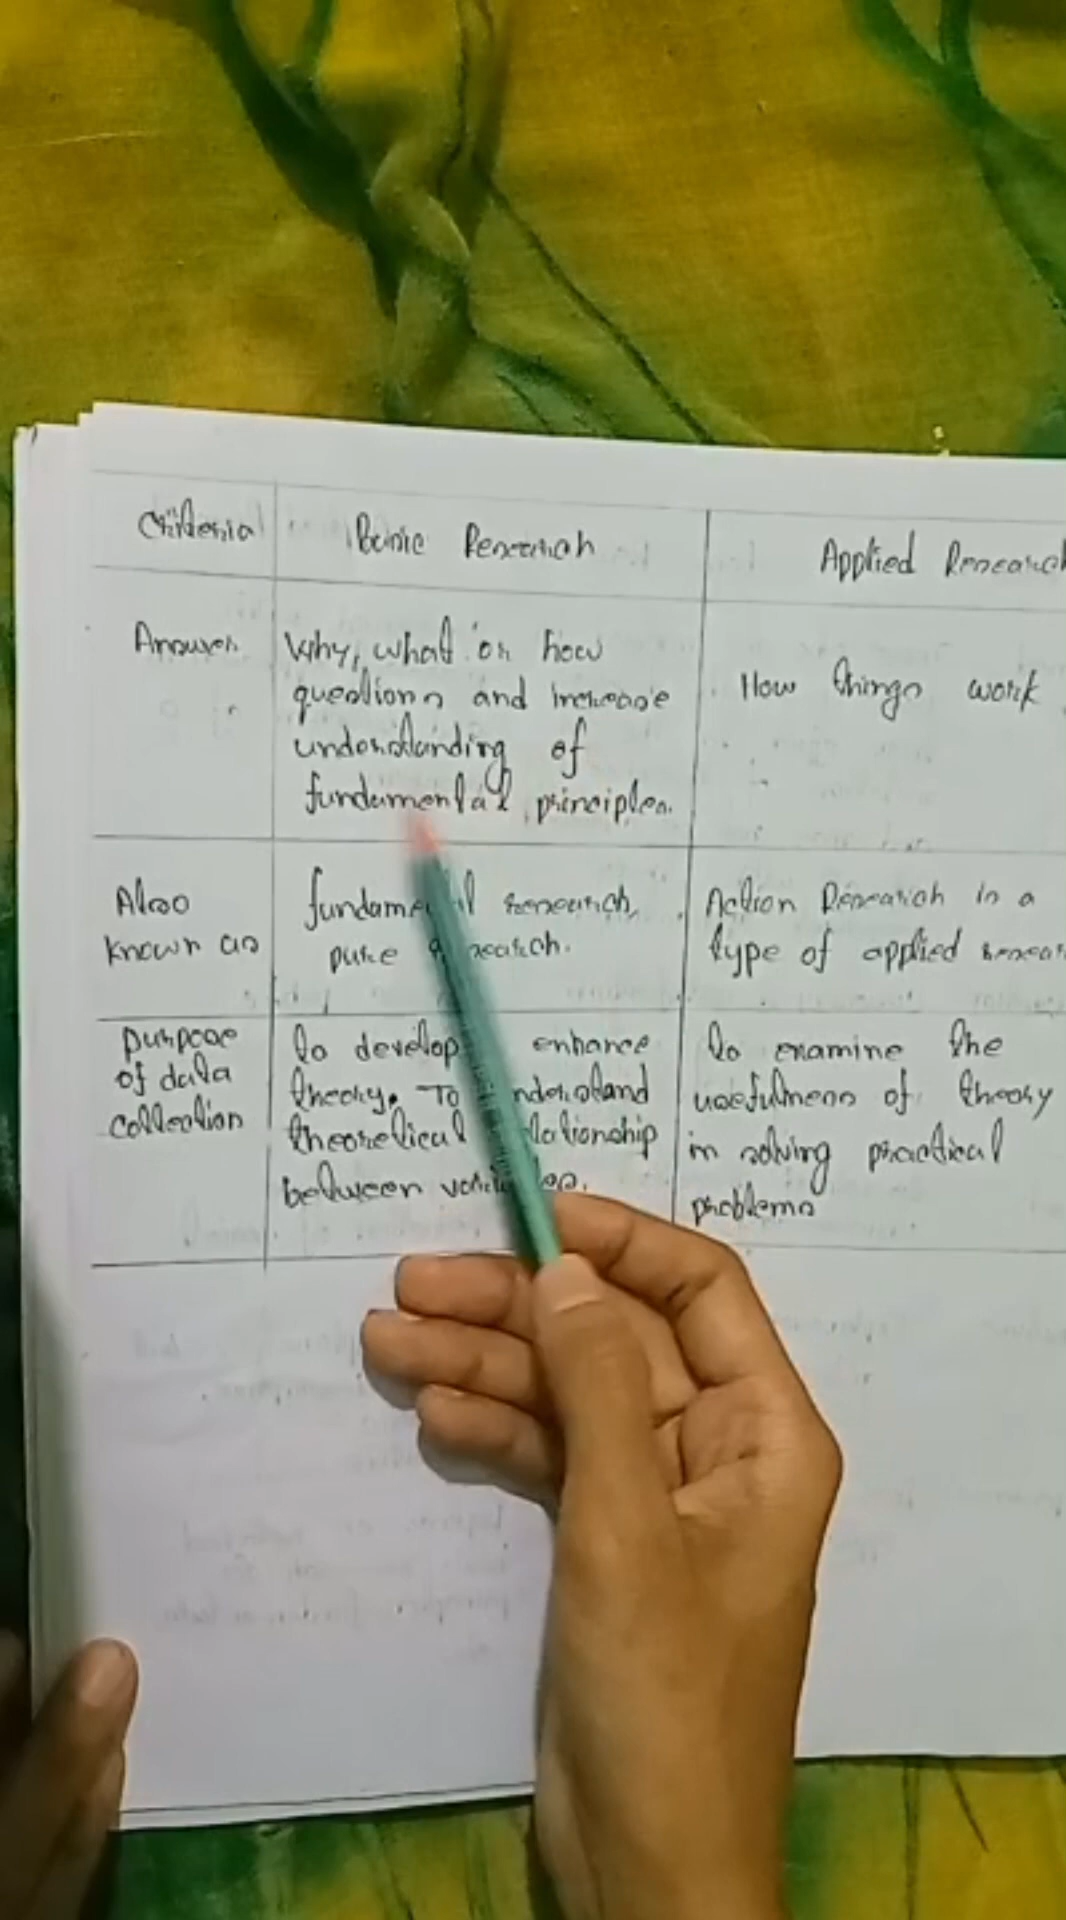 Criteria
Basic Research
Applied Research
Answer
Why, what or how
questions and increase
understanding of
fundamental principles.
How things work
Also
known as
fundamental research,
pure research.
Action Research is a
type of applied
purpose
of data
collection
To develop enhance
theory. To understand
theoretical relationship
between variables.
To examine the
usefulness of theory
in solving practical
problems